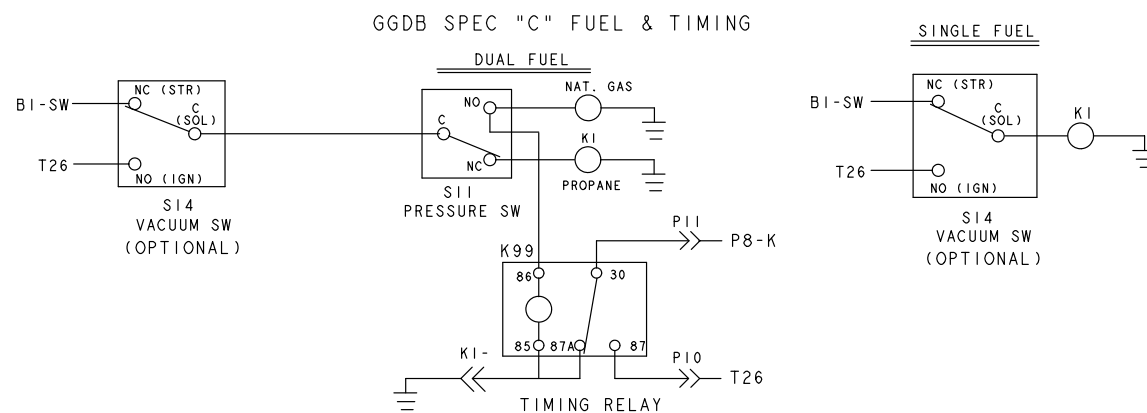 GGDB SPEC "C" FUEL & TIMING
SINGLE FUEL
DUAL FUEL
NC (STR)
B1-SW
C
(SOL)
T26
NO (IGN)
S14
VACUUM SW
(OPTIONAL)
NO
NAT. GAS
C
K1
NC
PROPANE
S11
PRESSURE SW
NC (STR)
B1-SW
C
(SOL)
K1
T26
NO (IGN)
S14
VACUUM SW
(OPTIONAL)
P11
P8-K
K99
86
30
85
87A
87
K1-
P10
T26
TIMING RELAY